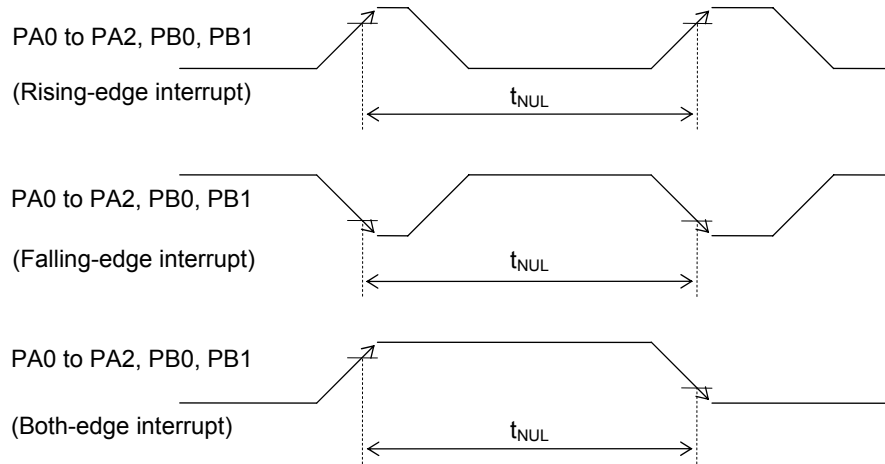 PA0 to PA2, PB0, PB1
(Rising-edge interrupt)
tNUL
PA0 to PA2, PB0, PB1
(Falling-edge interrupt)
tNUL
PA0 to PA2, PB0, PB1
(Both-edge interrupt)
tNUL